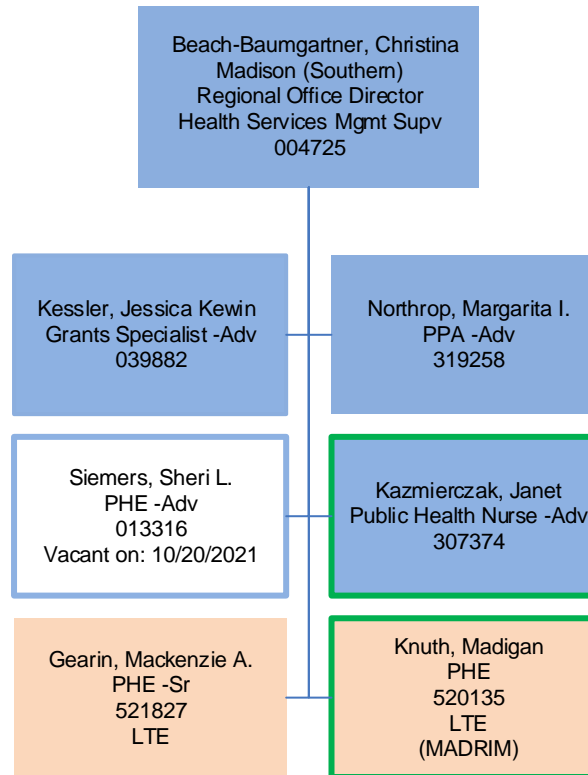 Beach-Baumgartner, Christina
Madison (Southern)
Regional Office Director
Health Services Mgmt Supv
004725
Kessler, Jessica Kewin
Grants Specialist -Adv
039882
Northrop, Margarita I.
PPA -Adv
319258
Siemers, Sheri L.
PHE -Adv
013316
Vacant on: 10/20/2021
Kazmierczak, Janet
Public Health Nurse -Adv
307374
Gearin, Mackenzie A.
PHE -Sr
521827
LTE
Knuth, Madigan
PHE
520135
LTE
(MADRIM)